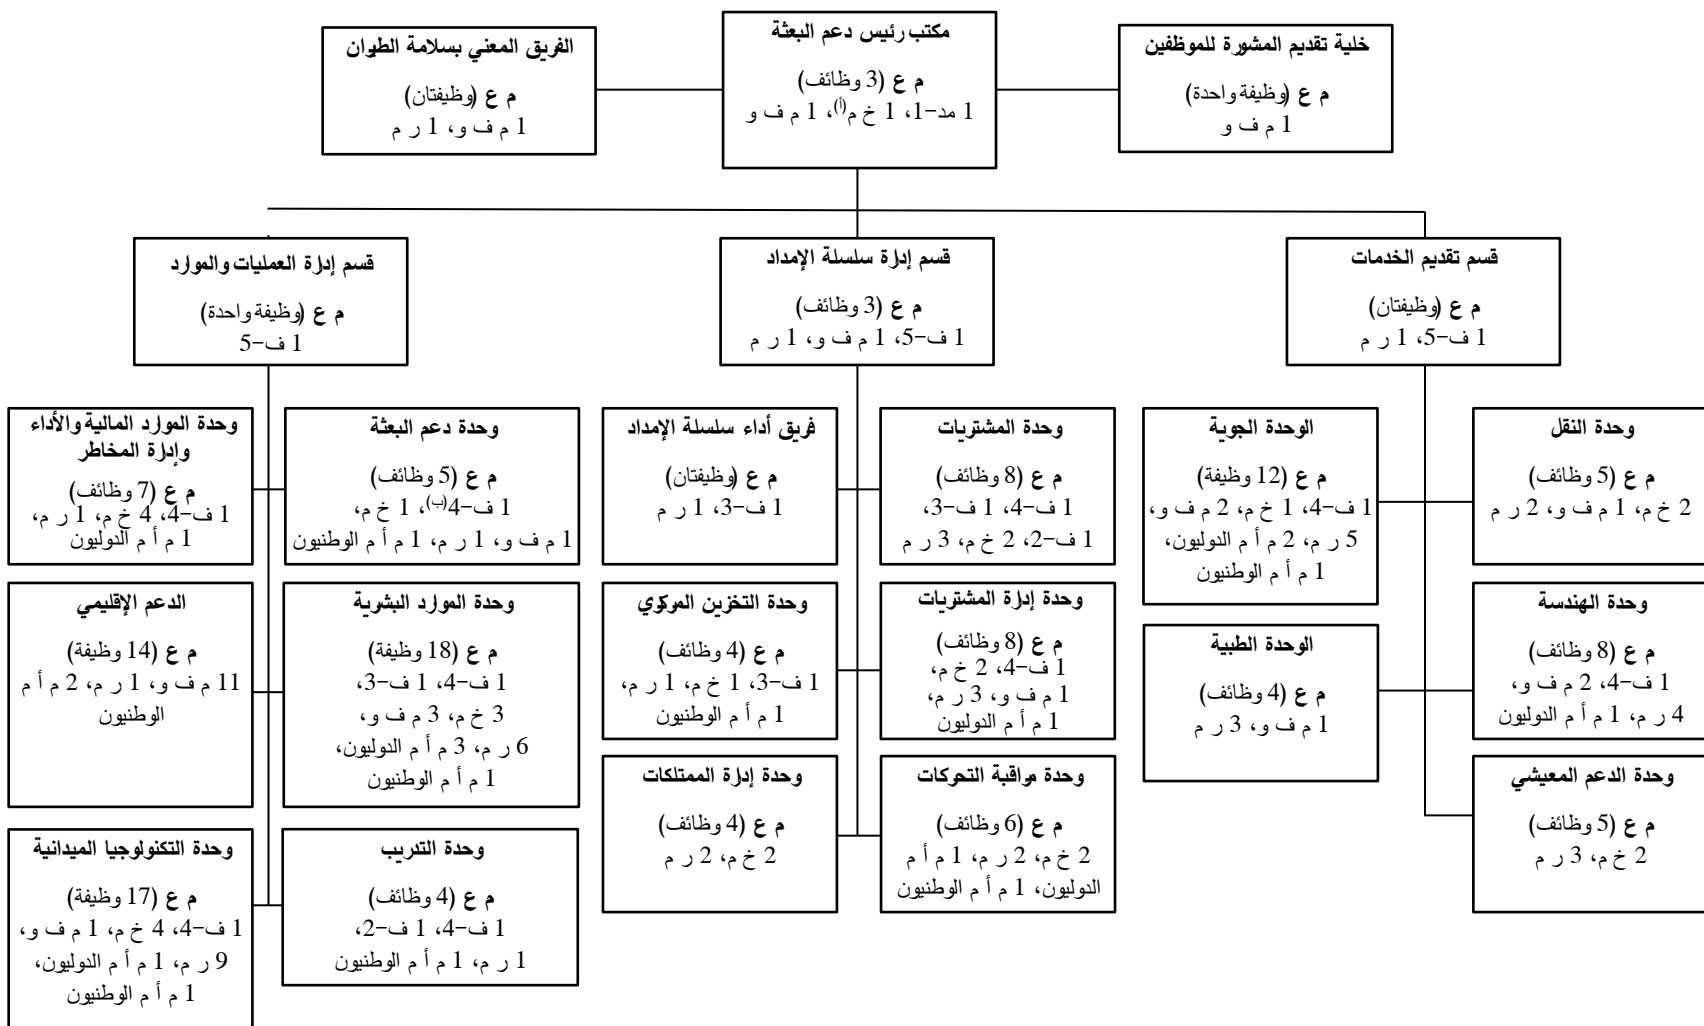 خلية تقديم المشورة للموظفين
م ع (وظيفة واحدة)
1 م ف و
مكتب رئيس دعم البعثة
م ع (3 وظائف)
1 مد-1، 1 خ م(أ)، 1 م ف و
الفريق المعني بسلامة الطيران
م ع (وظيفتان)
1 م ف و، 1 ر م
قسم تقديم الخدمات
م ع (وظيفتان)
1 ف-5، 1 ر م
قسم إدارة سلسلة الإمداد
م ع (3 وظائف)
1 ف-5، 1 م ف و، 1 ر م
قسم إدارة العمليات والموارد
م ع (وظيفة واحدة)
1 ف-5
وحدة النقل
م ع (5 وظائف)
2 خ م، 1 م ف و، 2 ر م
الوحدة الجوية
م ع (12 وظيفة)
1 ف-4، 1 خ م، 2 م ف و،
5 ر م، 2 م أ م الدوليون،
1 م أ م الوطنيون
وحدة المشتريات
م ع (8 وظائف)
1 ف-4، 1 ف-3،
1 ف-2، 2 خ م، 3 ر م
فريق أداء سلسلة الإمداد
م ع (وظيفتان)
1 ف-3، 1 ر م
وحدة دعم البعثة
م ع (5 وظائف)
1 ف-4(ب)، 1 خ م،
1 م ف و، 1 ر م، 1 م أ م الوطنيون
وحدة الموارد المالية والأداء
وإدارة المخاطر
م ع (7 وظائف)
1 ف-4، 4 خ م، 1 ر م،
1 م أ م الدوليون
وحدة الهندسة
م ع (8 وظائف)
1 ف-4، 2 م ف و،
4 ر م، 1 م أ م الدوليون
الوحدة الطبية
م ع (4 وظائف)
1 م ف و، 3 ر م
وحدة إدارة المشتريات
م ع (8 وظائف)
1 ف-4، 2 خ م،
1 م ف و، 3 ر م،
1 م أ م الدوليون
وحدة التخزين المركزي
م ع (4 وظائف)
1 ف-3، 1 خ م، 1 ر م،
1 م أ م الوطنيون
وحدة الموارد البشرية
م ع (18 وظيفة)
1 ف-4، 1 ف-3،
3 خ م، 3 م ف و،
6 ر م، 3 م أ م الدوليون،
1 م أ م الوطنيون
الدعم الإقليمي
م ع (14 وظيفة)
11 م ف و، 1 ر م، 2 م أ م
الوطنيون
وحدة الدعم المعيشي
م ع (5 وظائف)
2 خ م، 3 ر م
وحدة مراقبة التحركات
م ع (6 وظائف)
2 خ م، 2 ر م، 1 م أ م
الدوليون، 1 م أ م الوطنيون
وحدة إدارة الممتلكات
م ع (4 وظائف)
2 خ م، 2 ر م
وحدة التدريب
م ع (4 وظائف)
1 ف-4، 1 ف-2،
1 ر م، 1 م أ م الوطنيون
وحدة التكنولوجيا الميدانية
م ع (17 وظيفة)
1 ف-4، 4 خ م، 1 م ف و،
9 ر م، 1 م أ م الدوليون،
1 م أ م الوطنيون